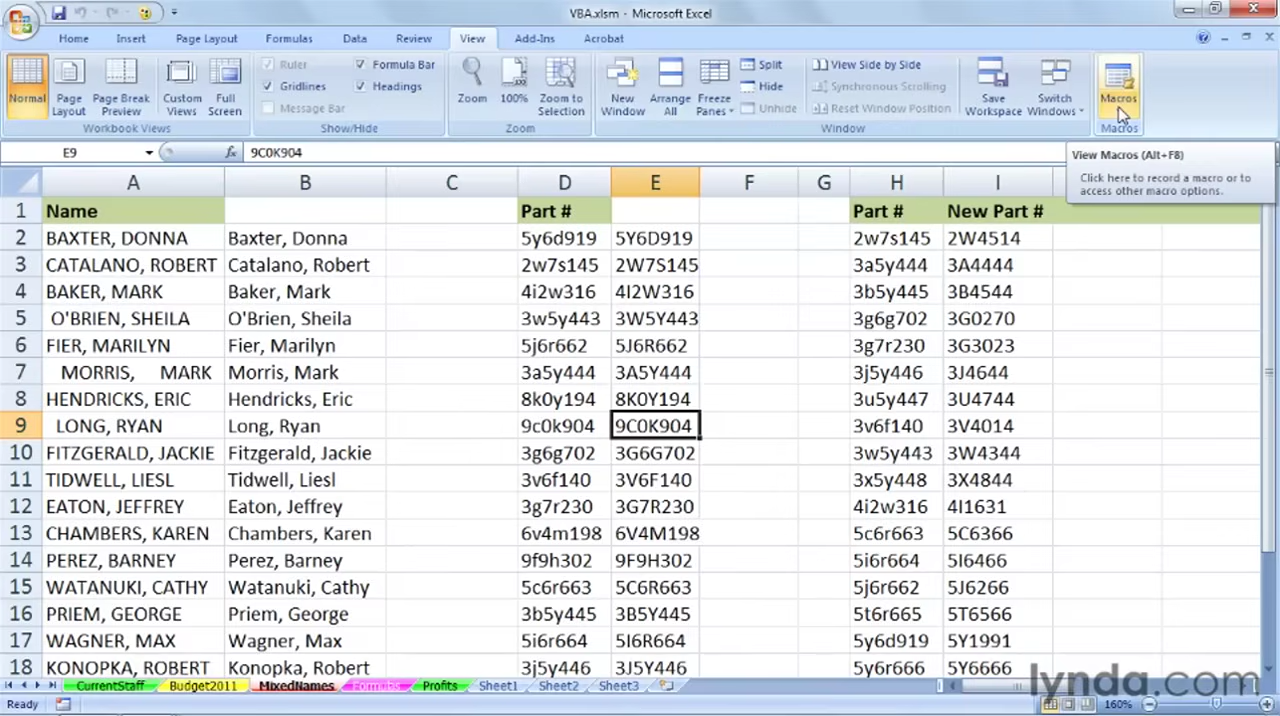 VBA.xlsm - Microsoft Excel
Home Insert Page Layout Formulas Data Review View Add-Ins Acrobat
Normal
Page Layout
Page Break Preview
Custom Views
Full Screen
Workbook Views
Ruler
Gridlines
Message Bar
Formula Bar
Headings
Show/Hide
Zoom
100%
Zoom to Selection
Zoom
New Window
Arrange All
Freeze Panes
Split
Hide
Unhide
View Side by Side
Synchronous Scrolling
Reset Window Position
Window
Save Workspace
Switch Windows
Macros
Macros
E9 fx 9C0K904
View Macros (Alt+F8)
Click here to record a macro or to
access other macro options.
A B C D E F G H I
1 Name Part # Part # New Part #
2 BAXTER, DONNA Baxter, Donna 5y6d919 5Y6D919 2w7s145 2W4514
3 CATALANO, ROBERT Catalano, Robert 2w7s145 2W7S145 3a5y444 3A4444
4 BAKER, MARK Baker, Mark 4i2w316 4I2W316 3b5y445 3B4544
5 O'BRIEN, SHEILA O'Brien, Sheila 3w5y443 3W5Y443 3g6g702 3G0270
6 FIER, MARILYN Fier, Marilyn 5j6r662 5J6R662 3g7r230 3G3023
7 MORRIS, MARK Morris, Mark 3a5y444 3A5Y444 3j5y446 3J4644
8 HENDRICKS, ERIC Hendricks, Eric 8k0y194 8K0Y194 3u5y447 3U4744
9 LONG, RYAN Long, Ryan 9c0k904 9C0K904 3v6f140 3V4014
10 FITZGERALD, JACKIE Fitzgerald, Jackie 3g6g702 3G6G702 3w5y443 3W4344
11 TIDWELL, LIESL Tidwell, Liesl 3v6f140 3V6F140 3x5y448 3X4844
12 EATON, JEFFREY Eaton, Jeffrey 3g7r230 3G7R230 4i2w316 4I1631
13 CHAMBERS, KAREN Chambers, Karen 6v4m198 6V4M198 5c6r663 5C6366
14 PEREZ, BARNEY Perez, Barney 9f9h302 9F9H302 5i6r664 5I6466
15 WATANUKI, CATHY Watanuki, Cathy 5c6r663 5C6R663 5j6r662 5J6266
16 PRIEM, GEORGE Priem, George 3b5y445 3B5Y445 5t6r665 5T6566
17 WAGNER, MAX Wagner, Max 5i6r664 5I6R664 5y6d919 5Y1991
18 KONOPKA, ROBERT Konopka, Robert 3j5y446 3J5Y446 5y6r666 5Y6666
CurrentStaff Budget2011 MixedNames Formulas Profits Sheet1 Sheet2 Sheet3
lynda.com
Ready 160%